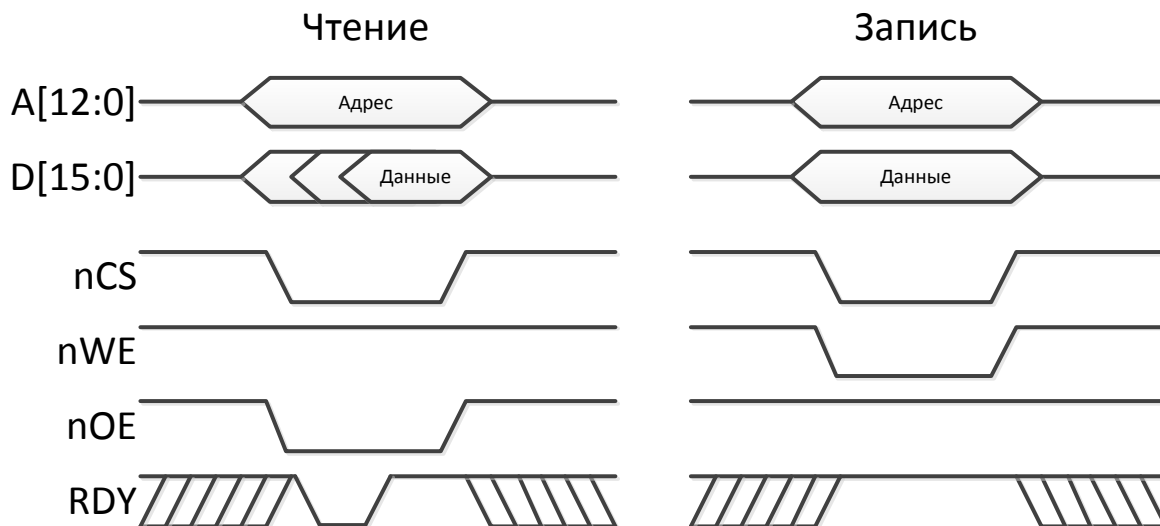 Чтение Запись
A[12:0] Адрес Адрес
D[15:0] Данные Данные
nCS
nWE
nOE
RDY